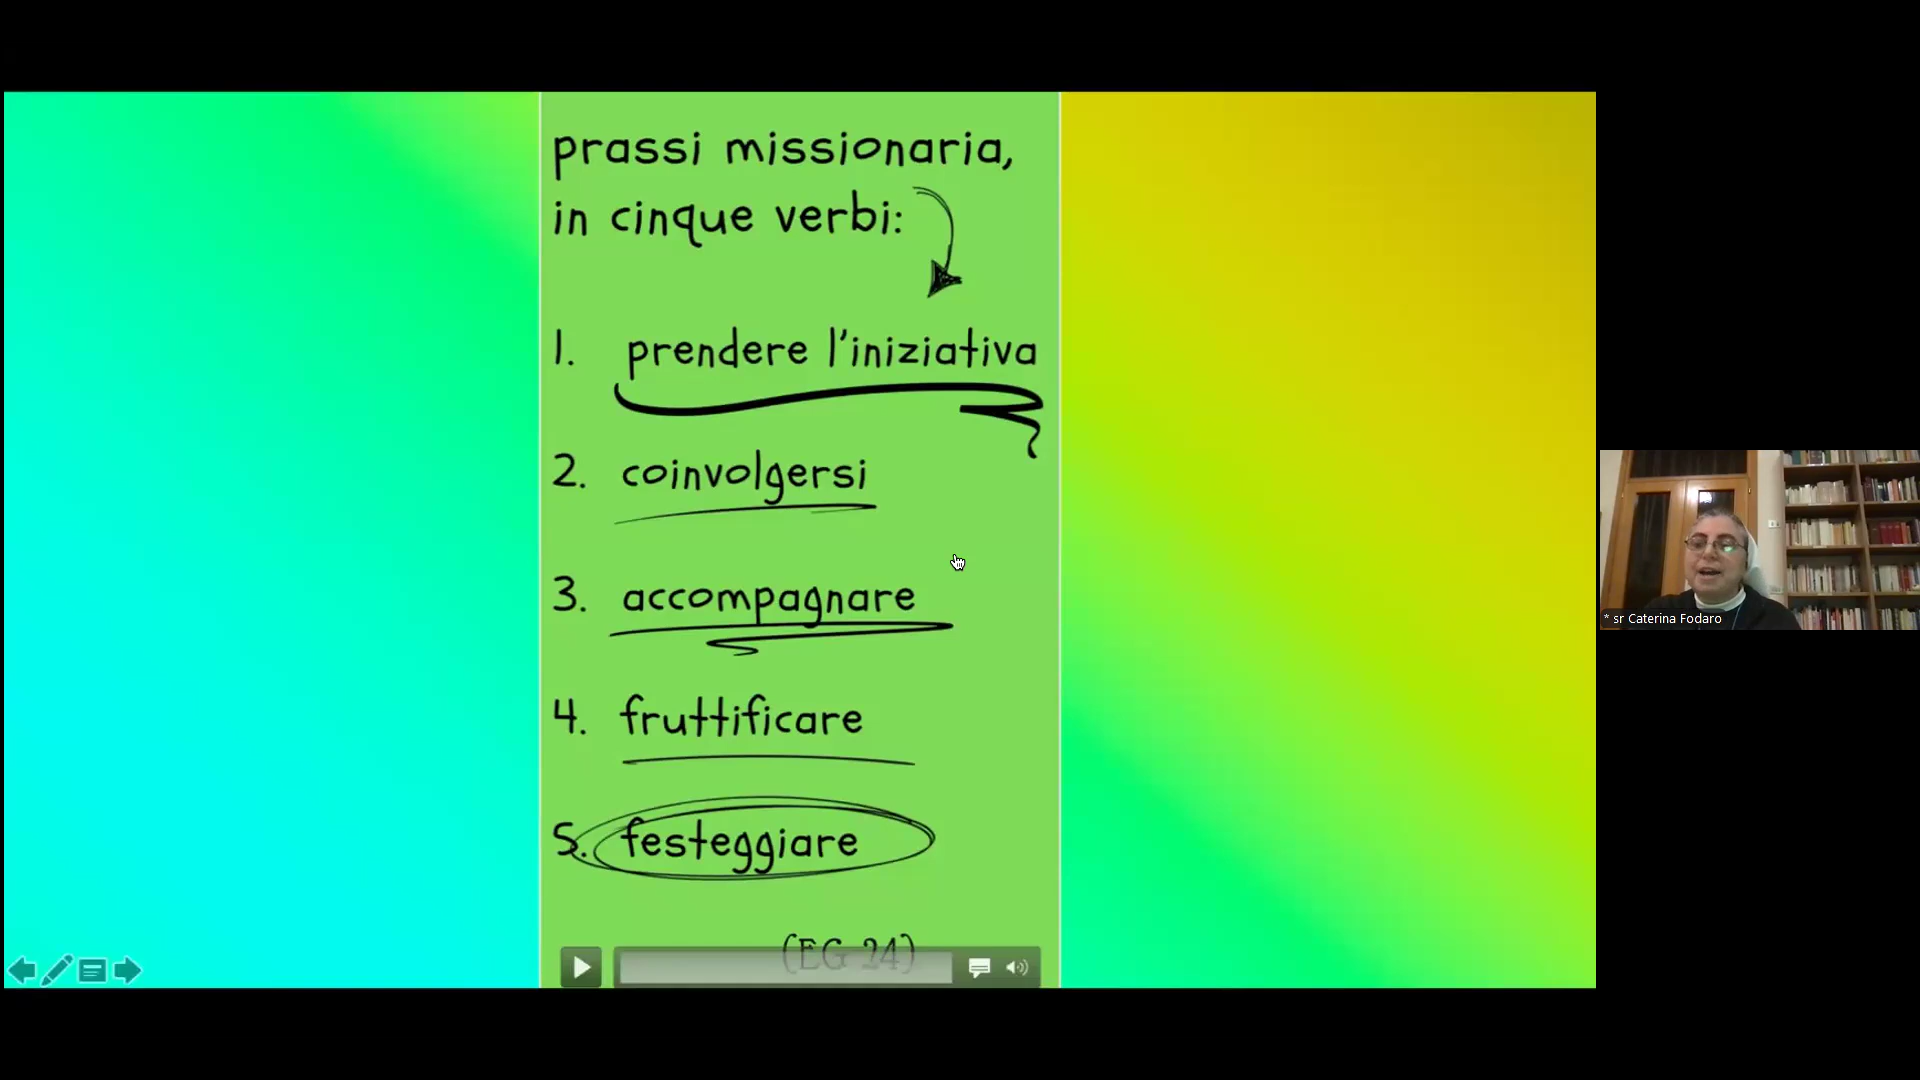 prassi missionaria,
in cinque verbi:
1. prendere l'iniziativa
2. coinvolgersi
3. accompagnare
4. fruttificare
5. festeggiare
(EG 24)
* sr Caterina Fodaro